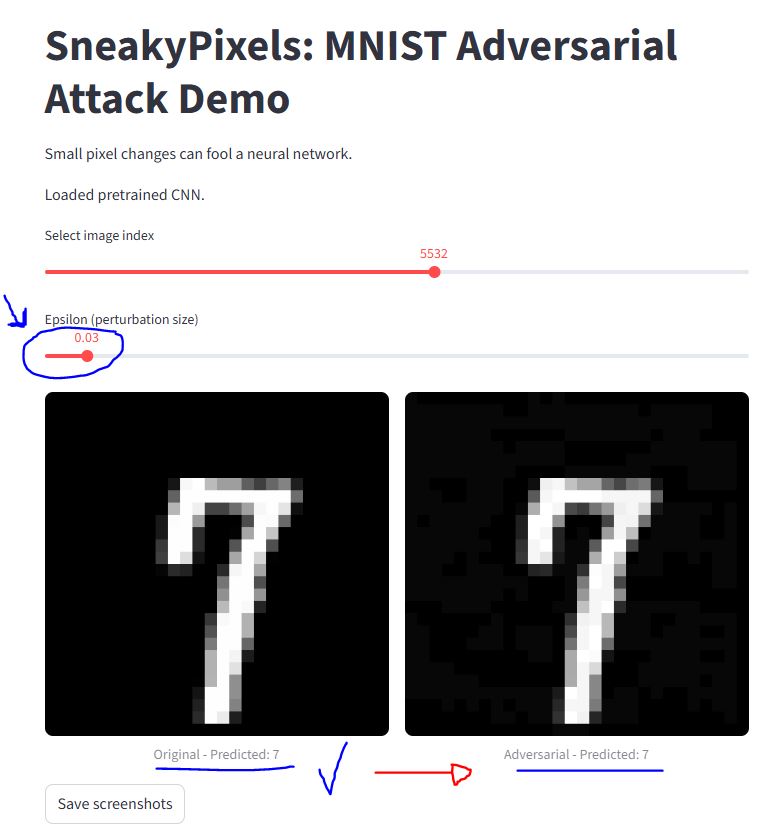 SneakyPixels: MNIST Adversarial
Attack Demo
Small pixel changes can fool a neural network.
Loaded pretrained CNN.
Select image index
5532
Epsilon (perturbation size)
0.03
Original - Predicted: 7
Adversarial - Predicted: 7
Save screenshots